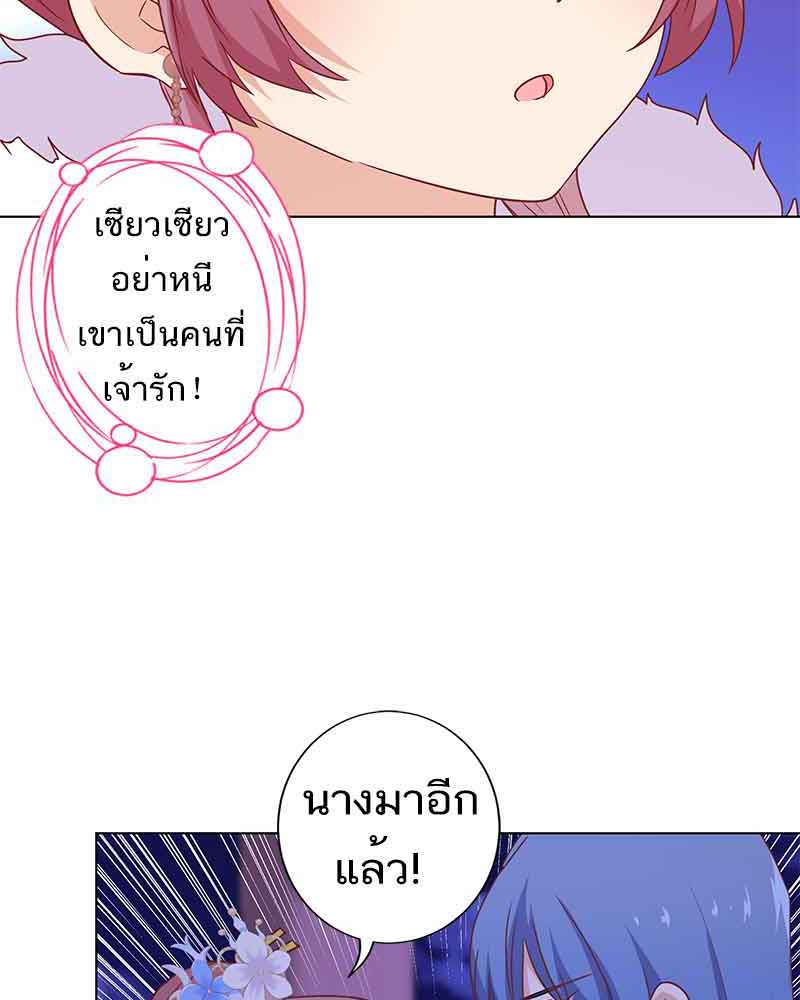 เซียวเซียว
อย่าหนี
เขาเป็นคนที่
เจ้ารัก!
นางมาอีก
แล้ว!